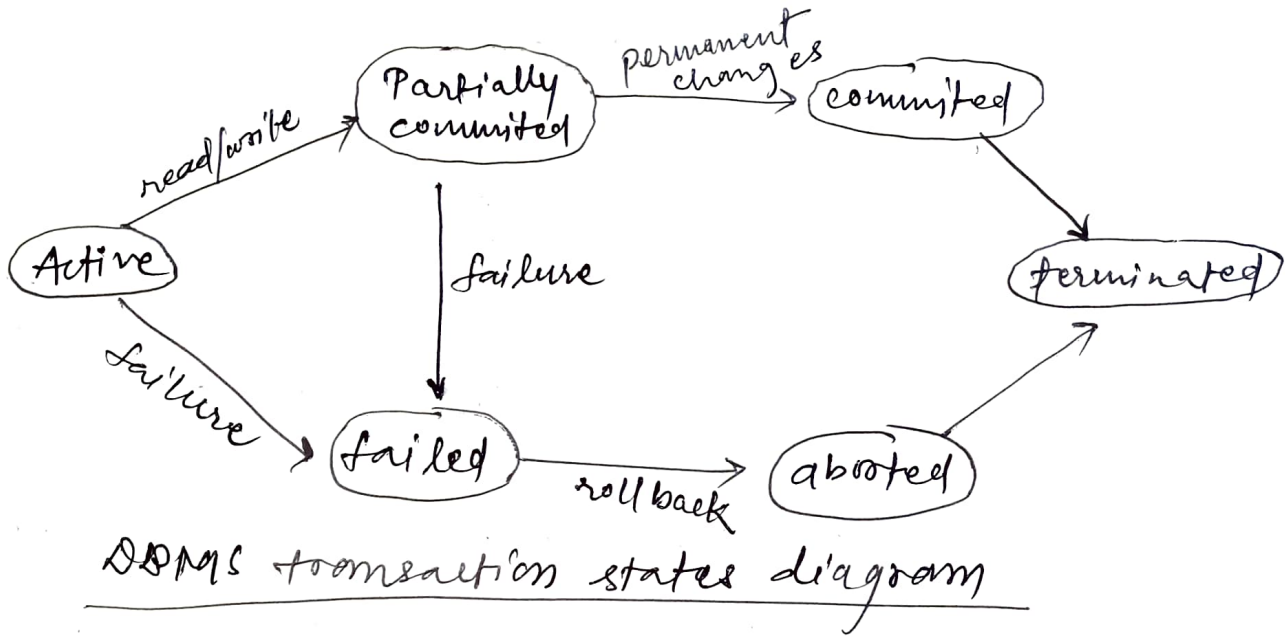 permanent
changes
Partially
commited
commited
read/write
Active
failure
terminated
failure
failed
rollback
aborted
DBMS transaction states diagram